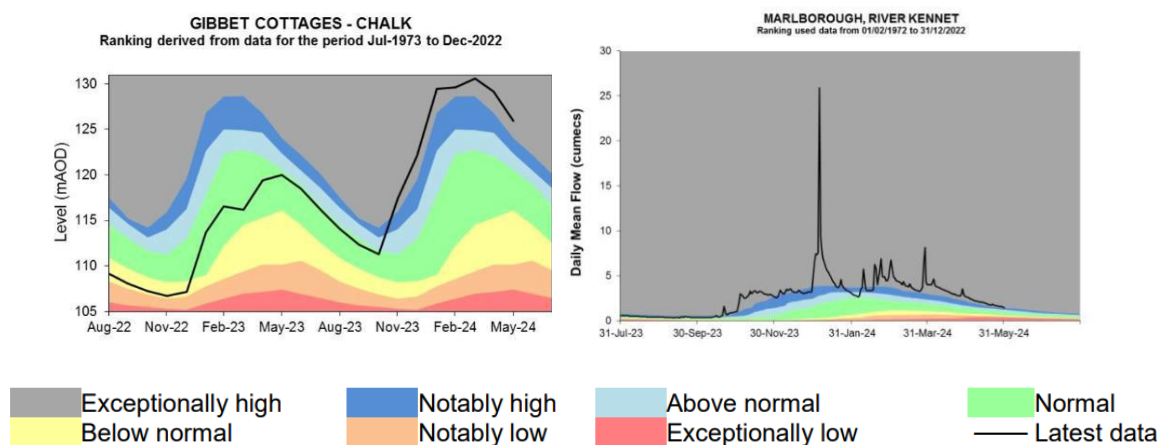 GIBBET COTTAGES - CHALK
Ranking derived from data for the period Jul-1973 to Dec-2022
Level (mAOD)
130
125
120
115
110
105
Aug-22 Nov-22 Feb-23 May-23 Aug-23 Nov-23 Feb-24 May-24
MARLBOROUGH, RIVER KENNET
Ranking used data from 01/02/1972 to 31/12/2022
Daily Mean Flow (cumecs)
30
25
20
15
10
5
0
31-Jul-23 30-Sep-23 30-Nov-23 31-Jan-24 31-Mar-24 31-May-24
Exceptionally high Notably high Above normal Normal
Below normal Notably low Exceptionally low Latest data